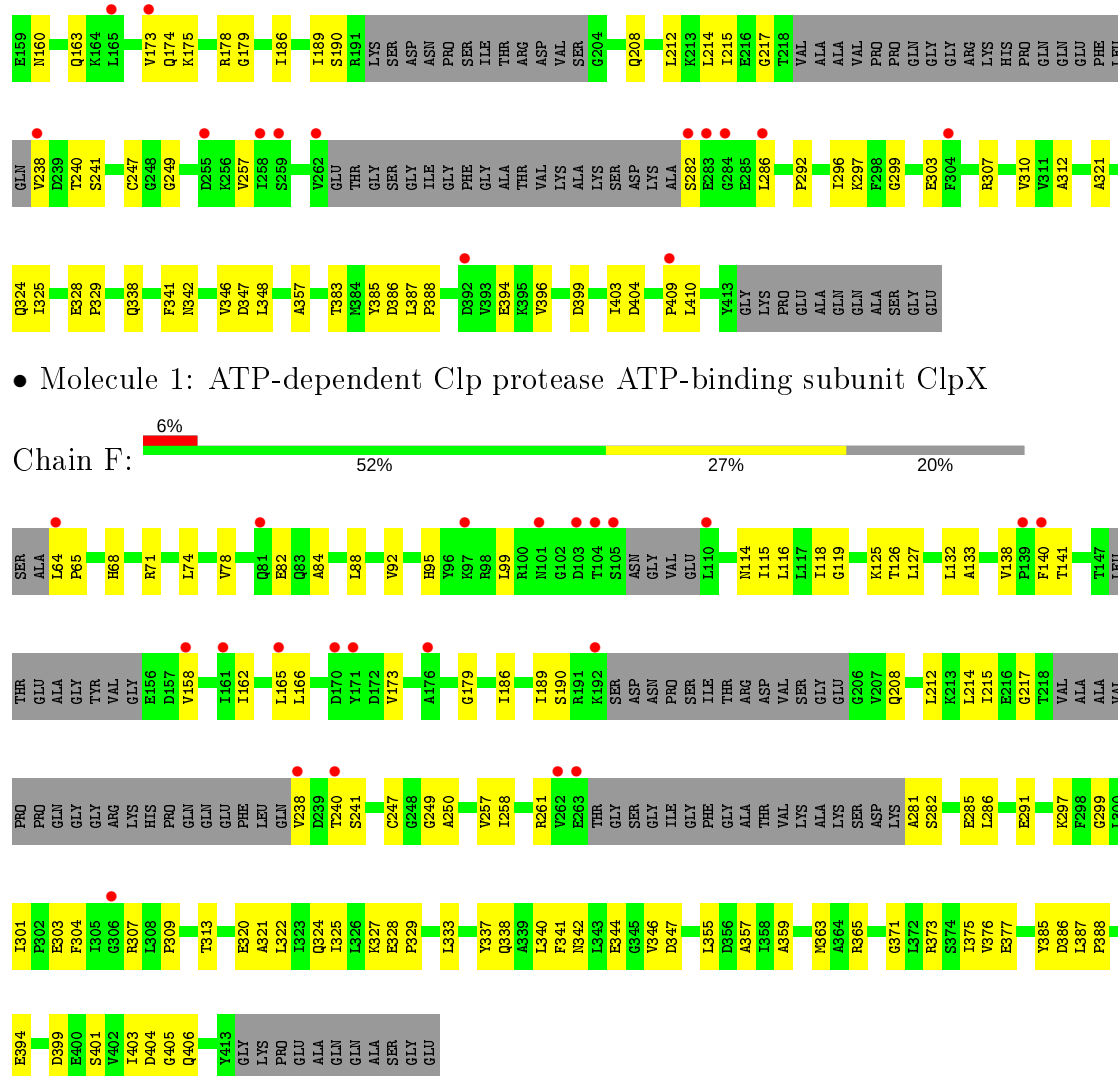 E159 N160 Q163 K164 L165 V173 Q174 K175 R178 G179 I186 I189 S190 R191 LYS SER ASP ASN PRO SER ILE THR ARG ASP VAL SER G204 Q208 L212 K213 L214 I215 E216 G217 T218 VAL ALA ALA VAL PRO PRO GLN GLY GLY ARG LYS HIS PRO GLN GLN GLU PHE LEU
GLN V238 D239 T240 S241 C247 G248 G249 D255 K256 V257 I258 S259 V262 GLU THR GLY SER GLY ILE GLY PHE GLY ALA THR VAL LYS ALA LYS SER ASP LYS ALA S282 E283 G284 E285 L286 P292 I296 K297 F298 G299 E303 F304 R307 V310 V311 A312 A321
Q324 I325 E328 P329 Q338 F341 N342 V346 D347 L348 A357 T383 M384 Y385 D386 L387 P388 D392 V393 E394 K395 V396 D399 I403 D404 P409 L410 Y413 GLY LYS PRO GLU ALA GLN GLN ALA SER GLY GLU
• Molecule 1: ATP-dependent Clp protease ATP-binding subunit ClpX
6%
Chain F:
52% 27% 20%
SER ALA L64 P65 H68 R71 L74 V78 Q81 E82 Q83 A84 L88 V92 H95 Y96 K97 R98 L99 R100 N101 G102 D103 T104 S105 ASN GLY VAL GLU L110 N114 I115 L116 L117 I118 G119 K125 T126 L127 L132 A133 V138 P139 F140 T141 T147 LEU
THR GLU ALA GLY TYR VAL GLY E156 D157 V158 I161 I162 L165 L166 D170 Y171 D172 V173 A176 G179 I186 I189 S190 R191 K192 SER ASP ASN PRO SER ILE THR ARG ASP VAL SER GLY GLU G206 V207 Q208 L212 K213 L214 I215 E216 G217 T218 VAL ALA ALA VAL
PRO PRO GLN GLY GLY ARG LYS HIS PRO GLN GLN GLU PHE LEU GLN V238 D239 T240 S241 C247 G248 G249 A250 V257 I258 R261 V262 E263 THR GLY SER GLY ILE GLY PHE GLY ALA THR VAL LYS ALA LYS SER ASP LYS A281 S282 E285 L286 E291 K297 F298 G299 L300
I301 P302 E303 F304 I305 G306 R307 L308 P309 T313 E320 A321 L322 I323 Q324 I325 L326 K327 E328 P329 L333 Y337 Q338 A339 L340 F341 N342 L343 E344 G345 V346 D347 L355 D356 A357 I358 A359 M363 A364 R365 G371 L372 R373 S374 I375 V376 E377 Y385 D386 L387 P388
E394 D399 E400 S401 V402 I403 D404 G405 Q406 Y413 GLY LYS PRO GLU ALA GLN GLN ALA SER GLY GLU